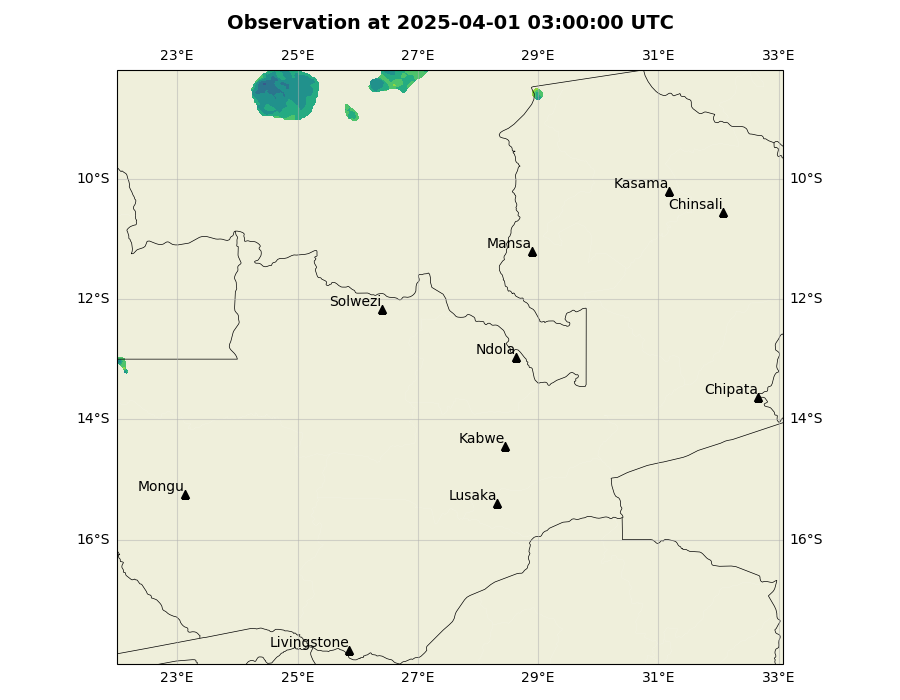 Observation at 2025-04-01 03:00:00 UTC
23°E 25°E 27°E 29°E 31°E 33°E
10°S 10°S
Kasama
Chinsali
Mansa
12°S 12°S
Solwezi
Ndola
Chipata
14°S 14°S
Kabwe
Mongu
Lusaka
16°S 16°S
Livingstone
23°E 25°E 27°E 29°E 31°E 33°E